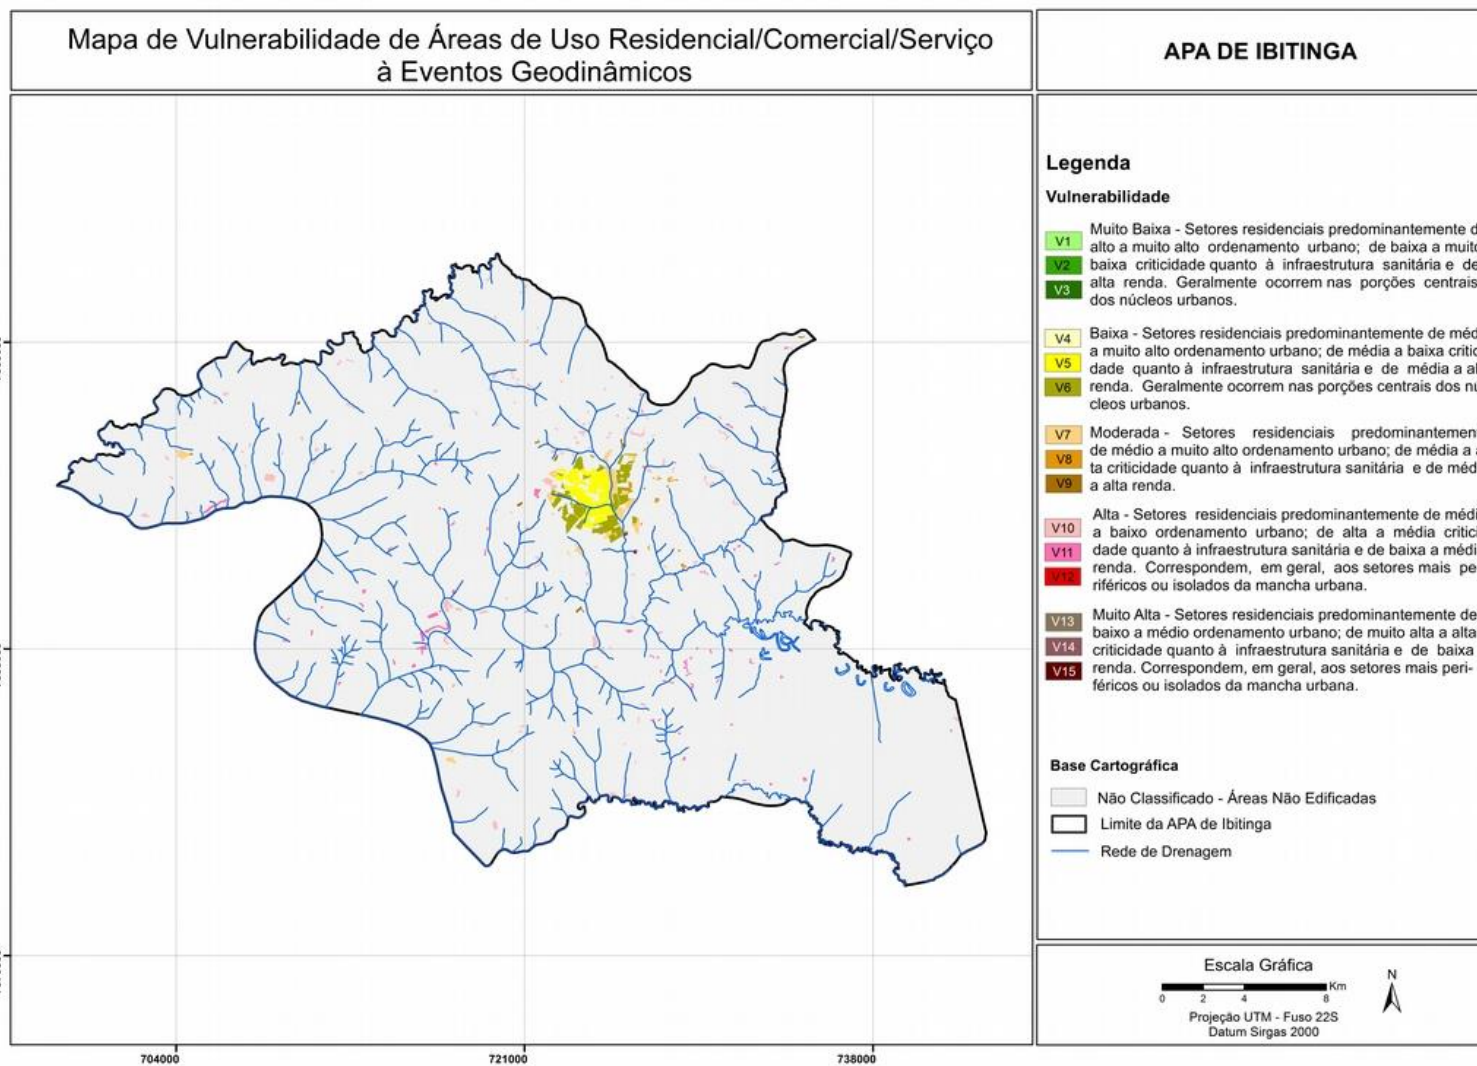 Mapa de Vulnerabilidade de Áreas de Uso Residencial/Comercial/Serviço
à Eventos Geodinâmicos
APA DE IBITINGA
Legenda
Vulnerabilidade
V1
V2
V3
Muito Baixa - Setores residenciais predominantemente d
alto a muito alto ordenamento urbano; de baixa a muito
baixa criticidade quanto à infraestrutura sanitária e de
alta renda. Geralmente ocorrem nas porções centrais
dos núcleos urbanos.
V4
V5
V6
Baixa - Setores residenciais predominantemente de méd
a muito alto ordenamento urbano; de média a baixa critic
dade quanto à infraestrutura sanitária e de média a al
renda. Geralmente ocorrem nas porções centrais dos nú
cleos urbanos.
V7
V8
V9
Moderada - Setores residenciais predominantemen
de médio a muito alto ordenamento urbano; de média a a
ta criticidade quanto à infraestrutura sanitária e de méd
a alta renda.
V10
V11
V12
Alta - Setores residenciais predominantemente de médi
a baixo ordenamento urbano; de alta a média critici
dade quanto à infraestrutura sanitária e de baixa a médi
renda. Correspondem, em geral, aos setores mais pe-
riféricos ou isolados da mancha urbana.
V13
V14
V15
Muito Alta - Setores residenciais predominantemente de
baixo a médio ordenamento urbano; de muito alta a alta
criticidade quanto à infraestrutura sanitária e de baixa
renda. Correspondem, em geral, aos setores mais peri-
féricos ou isolados da mancha urbana.
Base Cartográfica
Não Classificado - Áreas Não Edificadas
Limite da APA de Ibitinga
Rede de Drenagem
Escala Gráfica
Km
0 2 4 8
N
Projeção UTM - Fuso 22S
Datum Sirgas 2000
704000 721000 738000